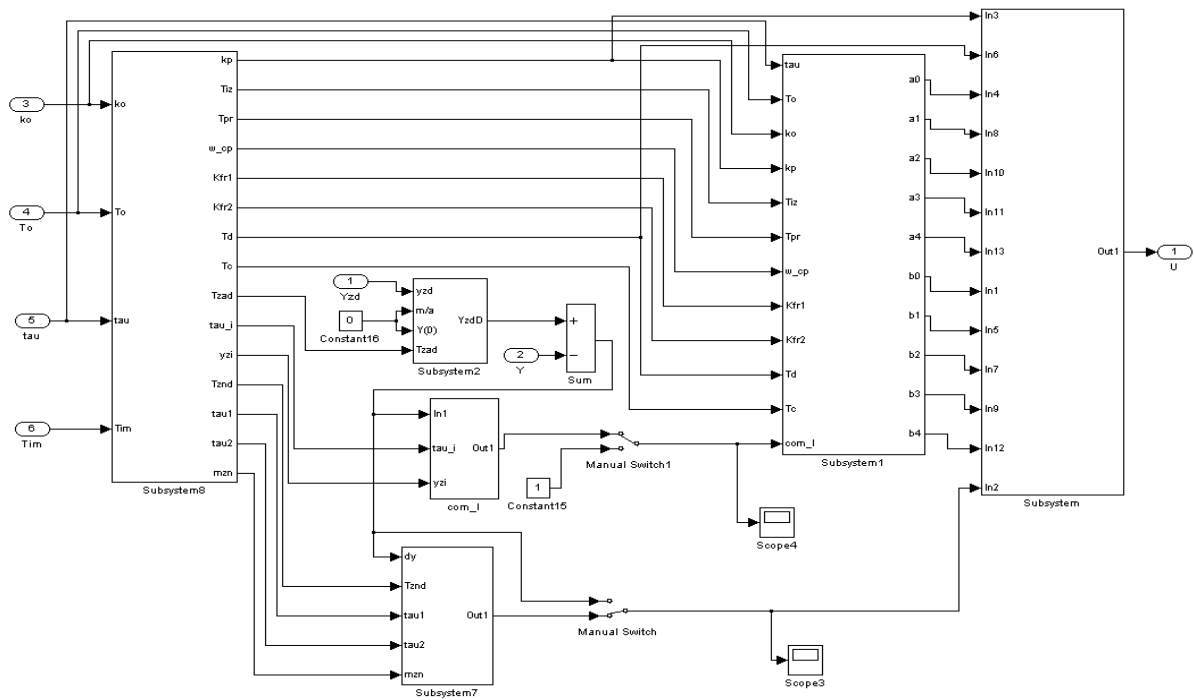 3
ko
4
To
5
tau
6
Tim
ko
To
tau
Tim
kp
Tiz
Tpr
w_cp
Kfr1
Kfr2
Td
Tc
Tzad
tau_i
yzi
Tznd
tau1
tau2
mzn
Subsystem8
1
Yzd
0
Constant16
yzd
m/a
Y(0)
Tzad
YzdD
Subsystem2
2
Y
+
−
Sum
In1
tau_i
yzi
Out1
com_I
1
Constant15
Manual Switch1
Scope4
dy
Tznd
tau1
tau2
mzn
Out1
Subsystem7
Manual Switch
Scope3
tau
To
ko
kp
Tiz
Tpr
w_cp
Kfr1
Kfr2
Td
Tc
com_I
a0
a1
a2
a3
a4
b0
b1
b2
b3
b4
Subsystem1
In3
In6
In4
In8
In10
In11
In13
In1
In5
In7
In9
In12
In2
Out1
Subsystem
1
U